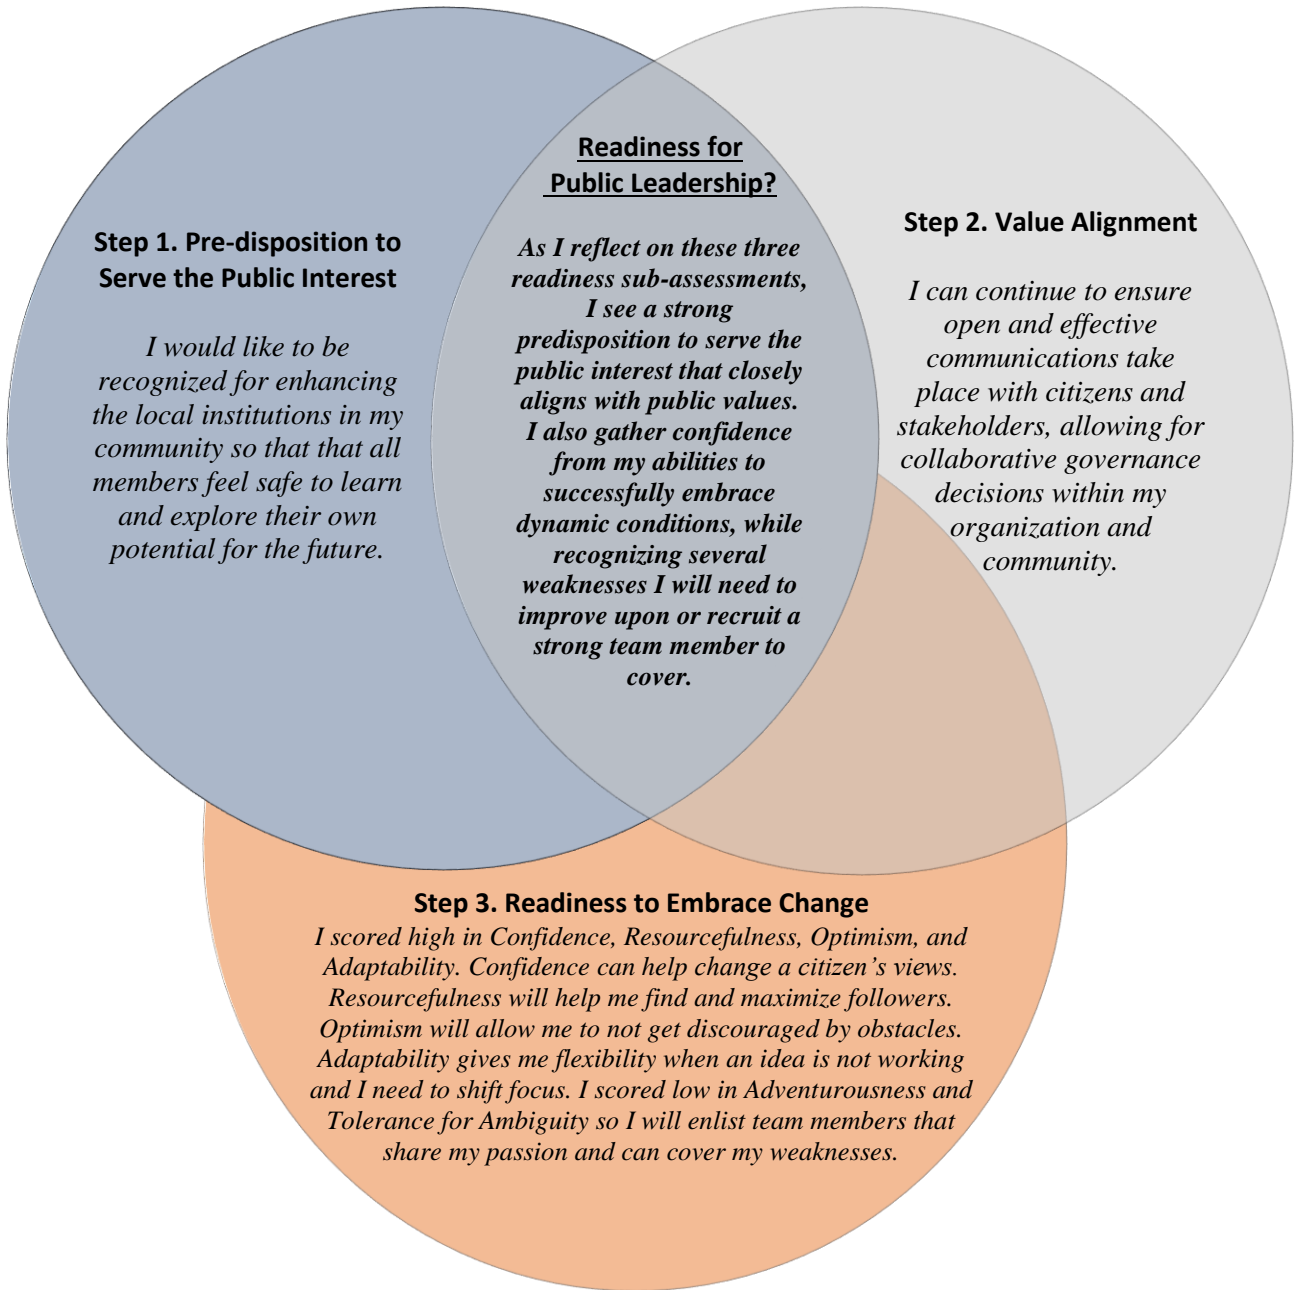 Step 1. Pre-disposition to
Serve the Public Interest
I would like to be
recognized for enhancing
the local institutions in my
community so that that all
members feel safe to learn
and explore their own
potential for the future.
Readiness for
Public Leadership?
As I reflect on these three
readiness sub-assessments,
I see a strong
predisposition to serve the
public interest that closely
aligns with public values.
I also gather confidence
from my abilities to
successfully embrace
dynamic conditions, while
recognizing several
weaknesses I will need to
improve upon or recruit a
strong team member to
cover.
Step 2. Value Alignment
I can continue to ensure
open and effective
communications take
place with citizens and
stakeholders, allowing for
collaborative governance
decisions within my
organization and
community.
Step 3. Readiness to Embrace Change
I scored high in Confidence, Resourcefulness, Optimism, and
Adaptability. Confidence can help change a citizen’s views.
Resourcefulness will help me find and maximize followers.
Optimism will allow me to not get discouraged by obstacles.
Adaptability gives me flexibility when an idea is not working
and I need to shift focus. I scored low in Adventurousness and
Tolerance for Ambiguity so I will enlist team members that
share my passion and can cover my weaknesses.